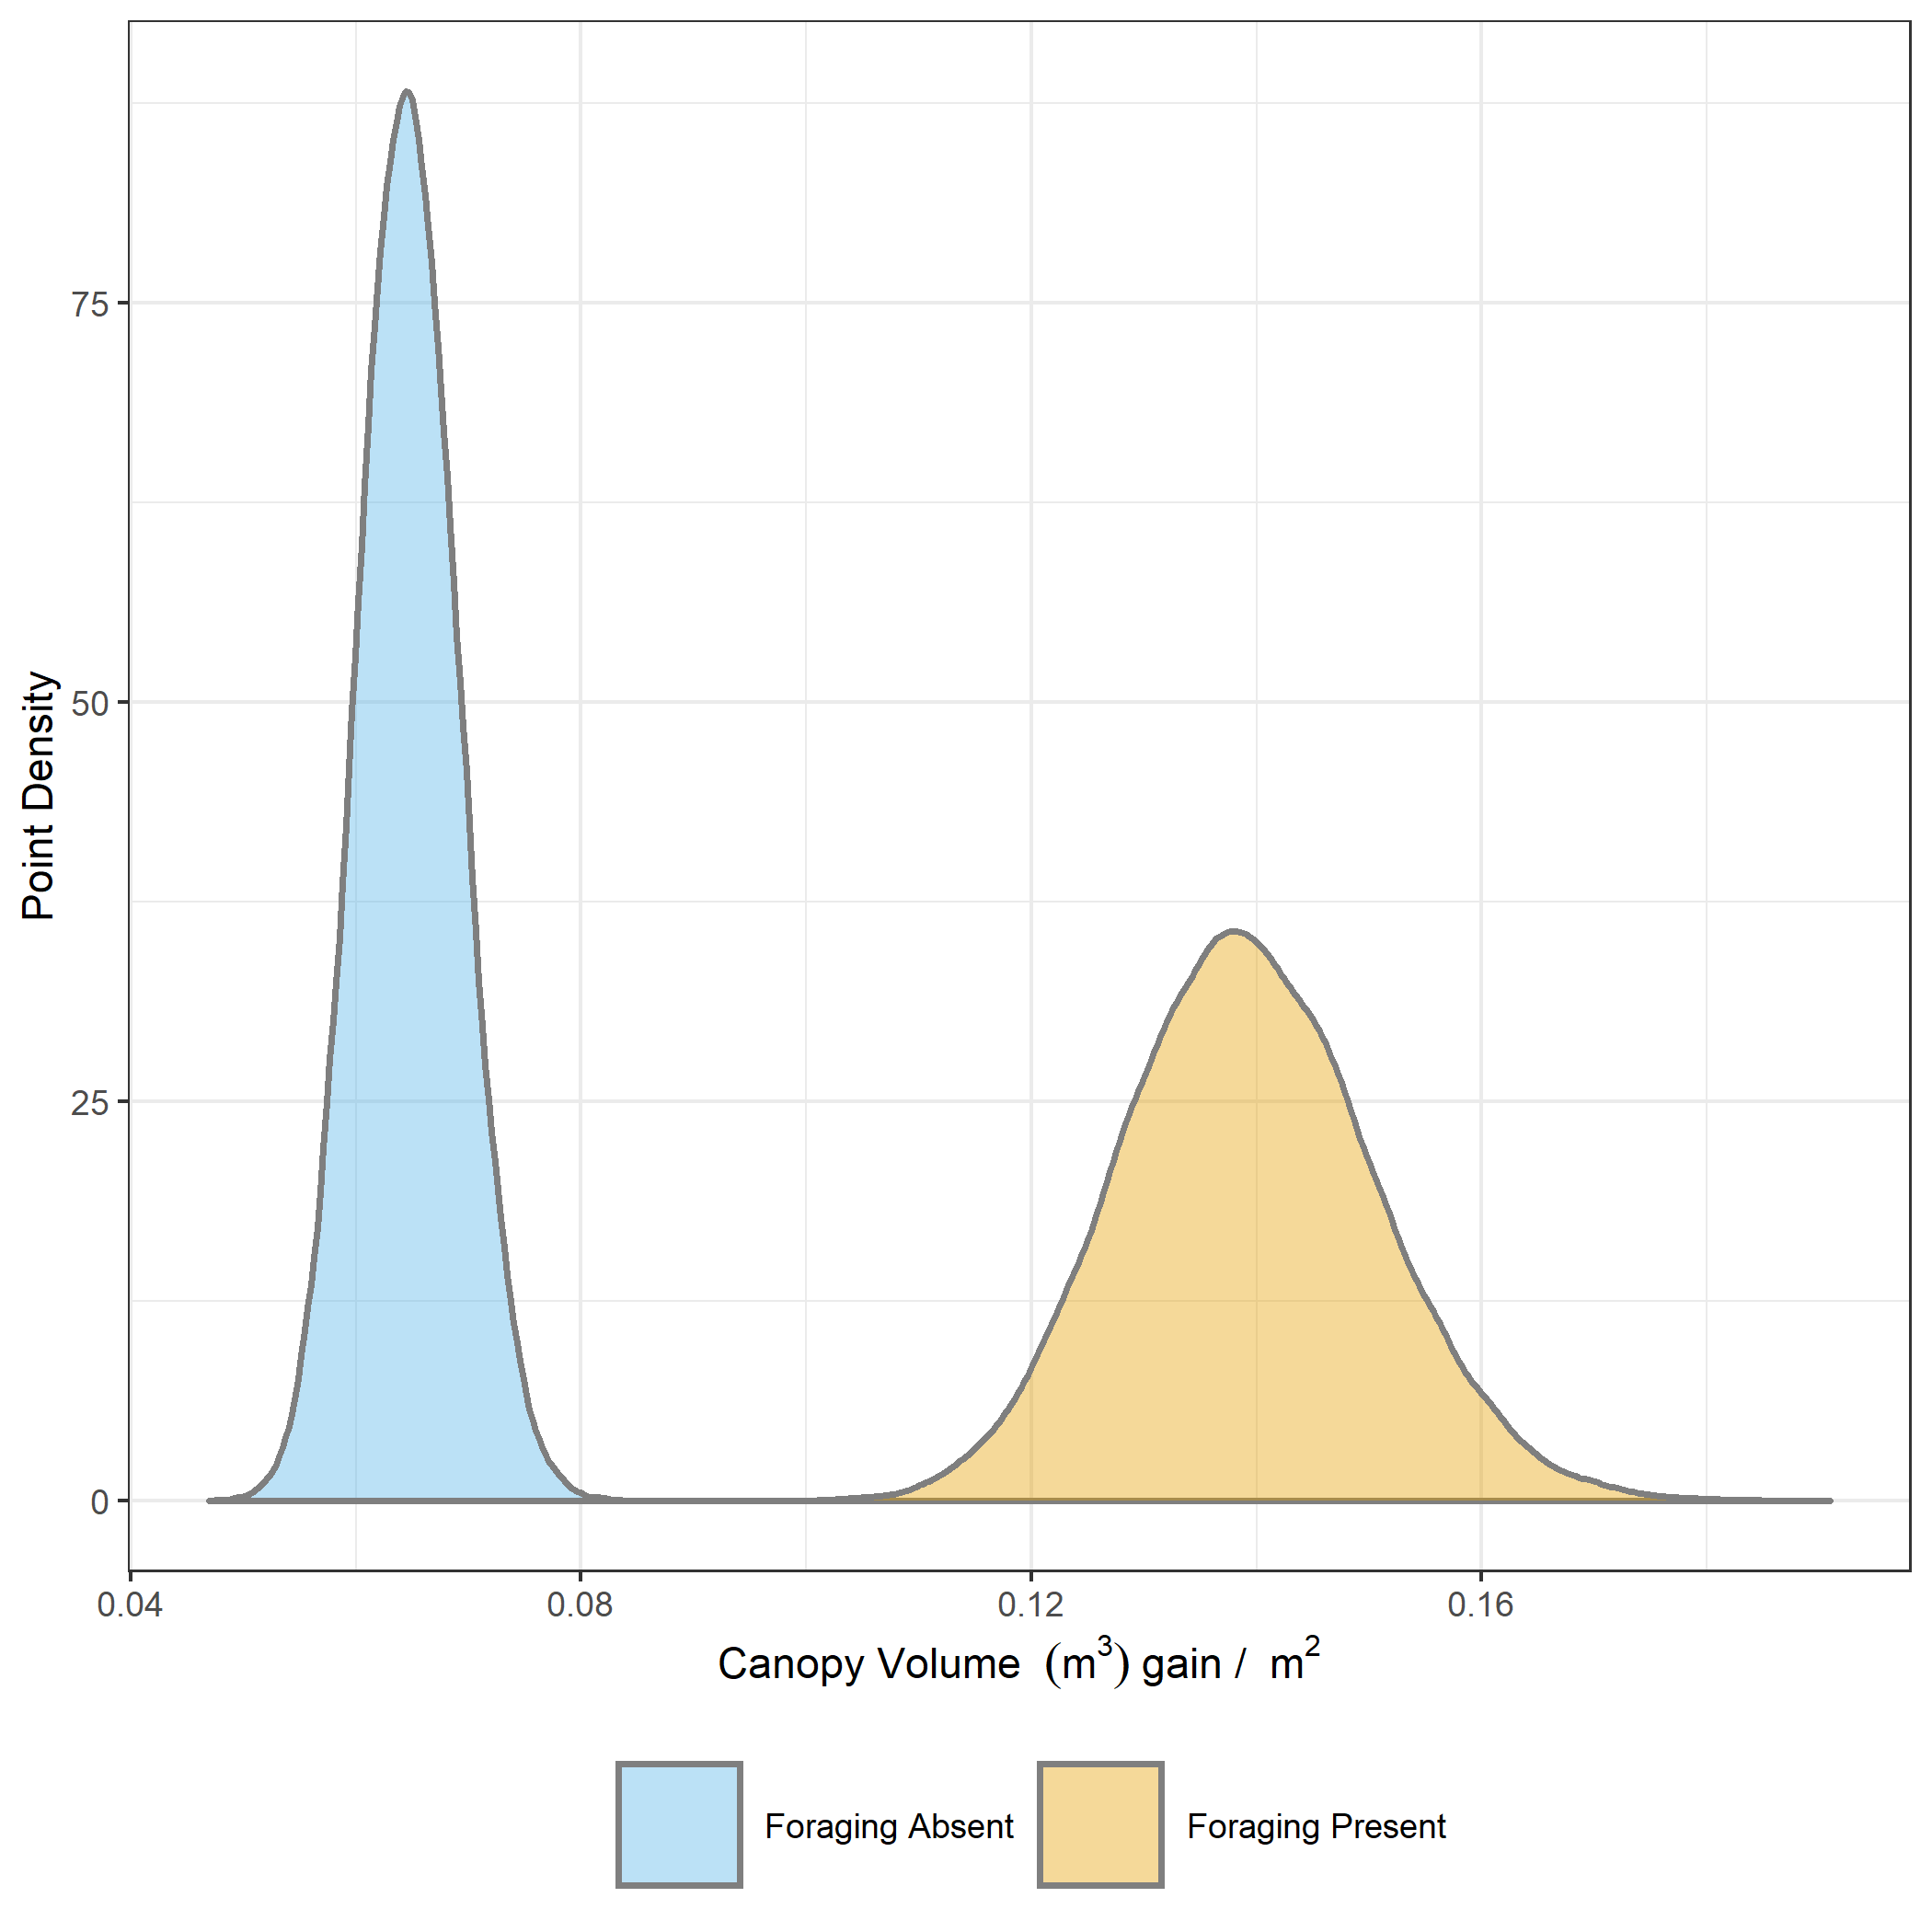 Point Density
75
50
25
0
0.04 0.08 0.12 0.16
Canopy Volume (m³) gain / m²
Foraging Absent Foraging Present